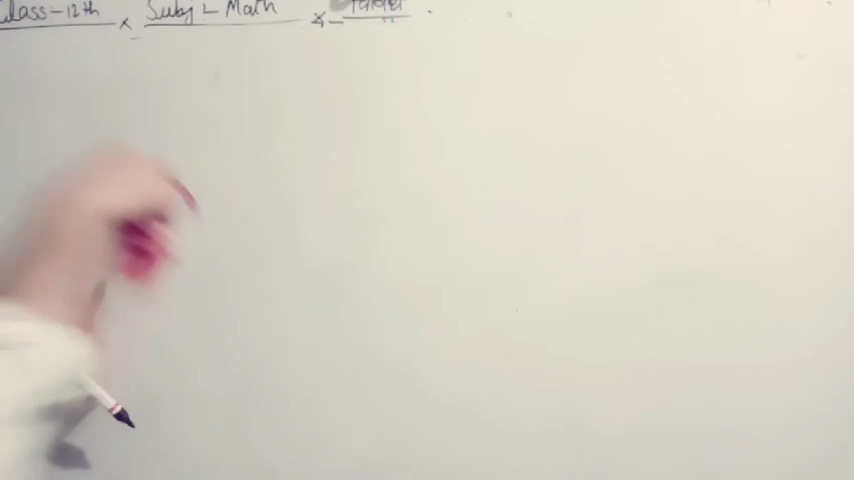 Class-12th × Subj - Math ×-